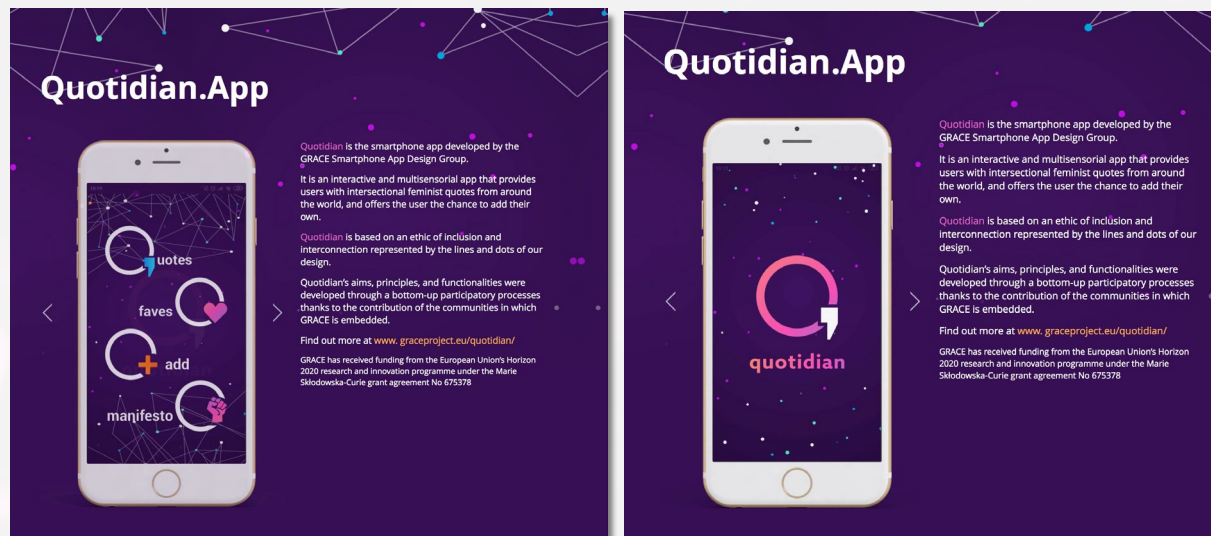 Quotidian.App
uotes
faves
add
manifesto
Quotidian is the smartphone app developed by the
GRACE Smartphone App Design Group.
It is an interactive and multisensorial app that provides
users with intersectional feminist quotes from around
the world, and offers the user the chance to add their
own.
Quotidian is based on an ethic of inclusion and
interconnection represented by the lines and dots of our
design.
Quotidian's aims, principles, and functionalities were
developed through a bottom-up participatory processes
thanks to the contribution of the communities in which
GRACE is embedded.
Find out more at www. graceproject.eu/quotidian/
GRACE has received funding from the European Union's Horizon
2020 research and innovation programme under the Marie
Skłodowska-Curie grant agreement No 675378
Quotidian.App
quotidian
Quotidian is the smartphone app developed by the
GRACE Smartphone App Design Group.
It is an interactive and multisensorial app that provides
users with intersectional feminist quotes from around
the world, and offers the user the chance to add their
own.
Quotidian is based on an ethic of inclusion and
interconnection represented by the lines and dots of our
design.
Quotidian's aims, principles, and functionalities were
developed through a bottom-up participatory processes
thanks to the contribution of the communities in which
GRACE is embedded.
Find out more at www. graceproject.eu/quotidian/
GRACE has received funding from the European Union's Horizon
2020 research and innovation programme under the Marie
Skłodowska-Curie grant agreement No 675378